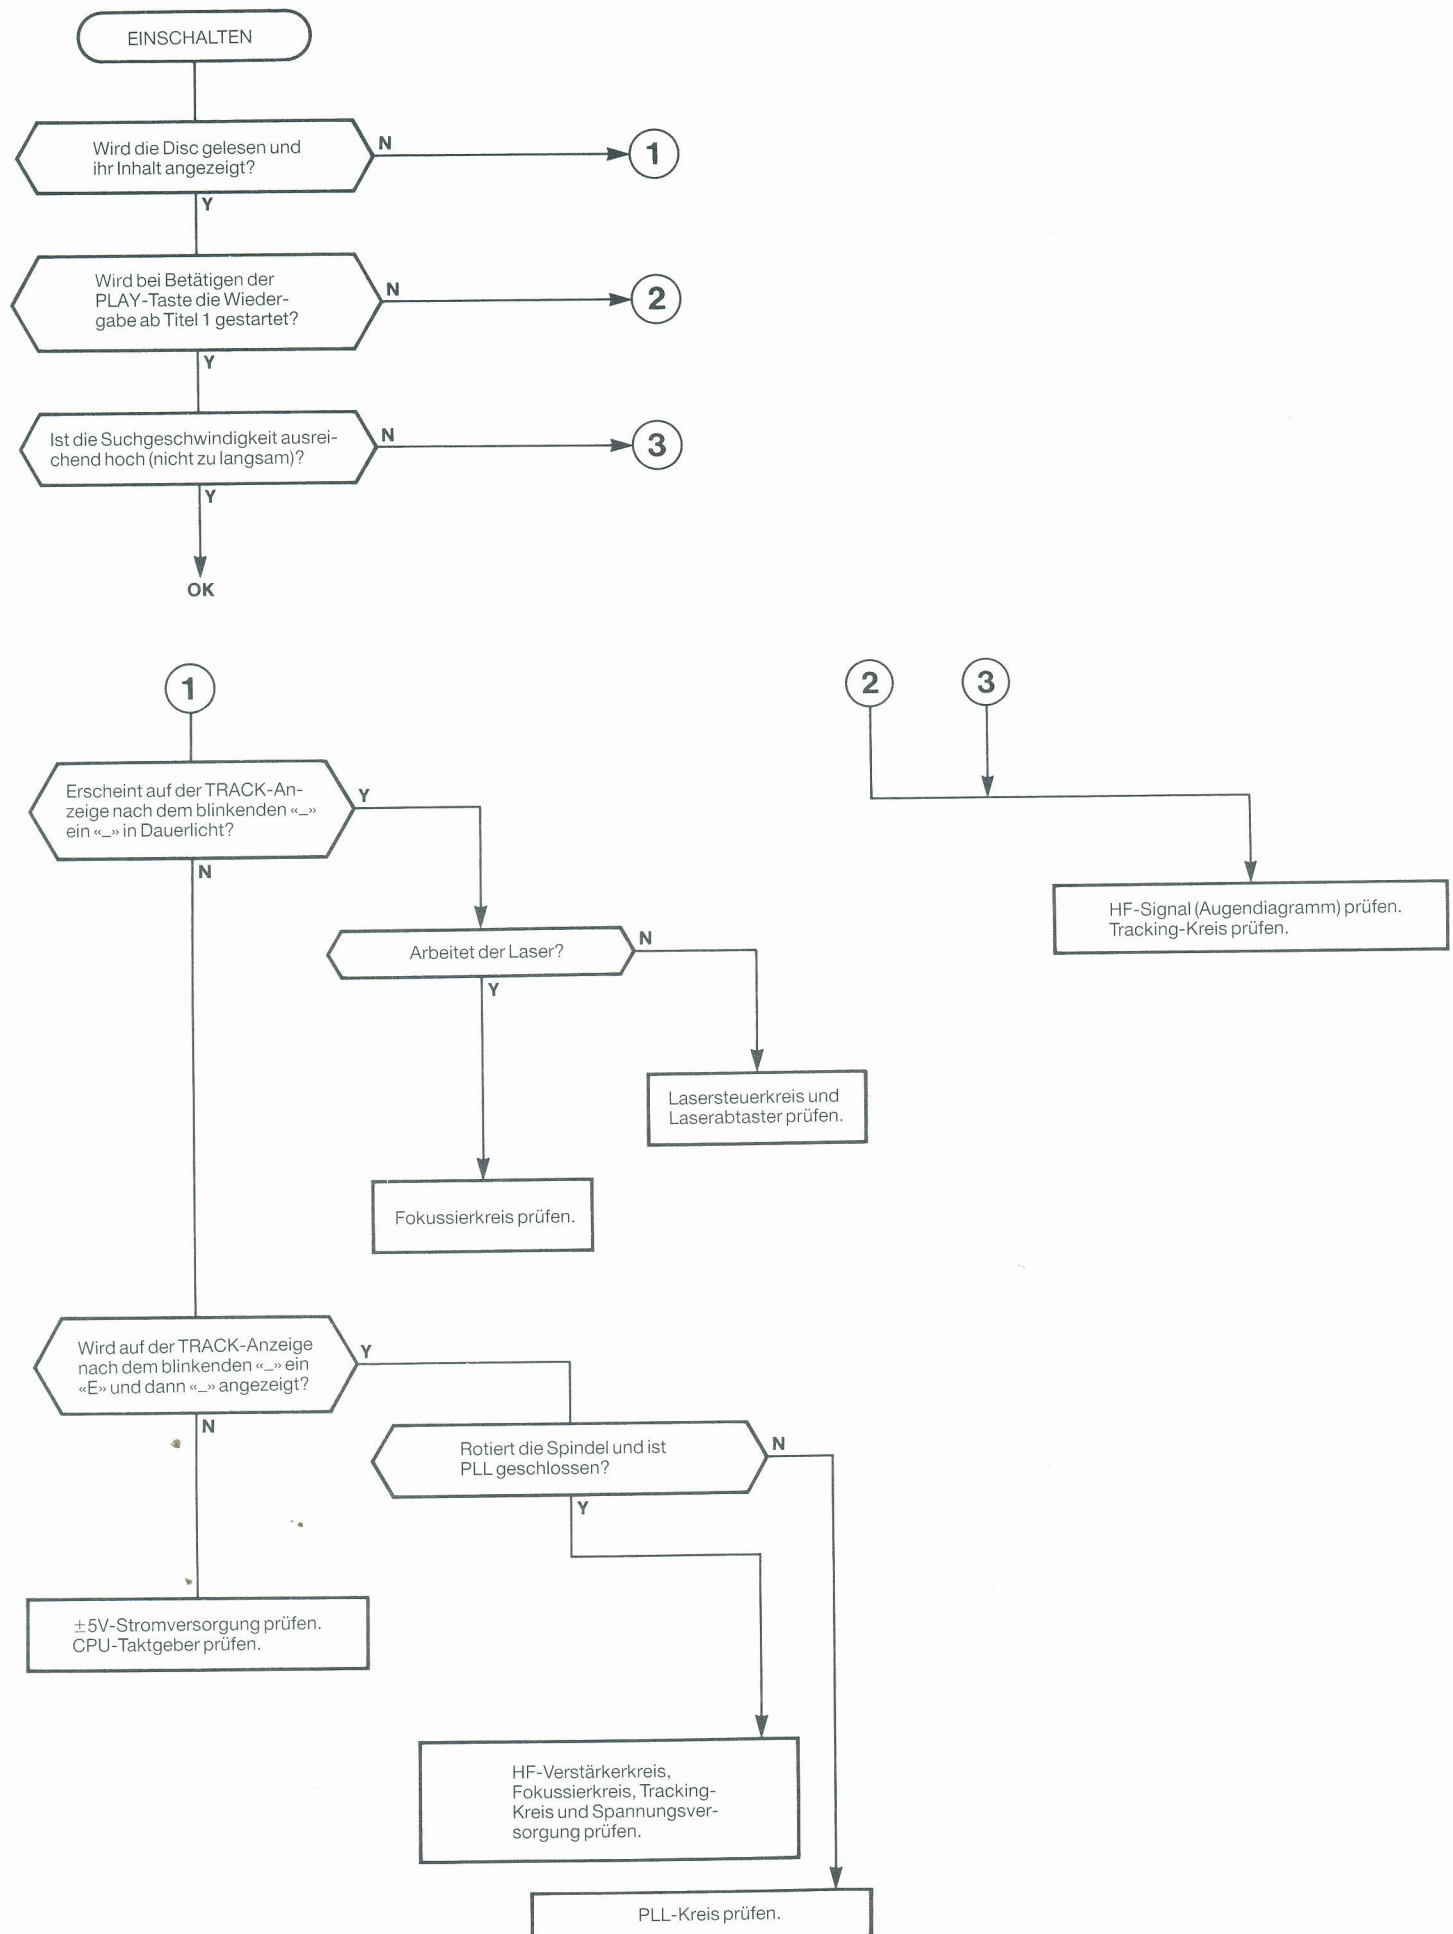 EINSCHALTEN
Wird die Disc gelesen und
ihr Inhalt angezeigt?
N
1
Y
Wird bei Betätigen der
PLAY-Taste die Wieder-
gabe ab Titel 1 gestartet?
N
2
Y
Ist die Suchgeschwindigkeit ausrei-
chend hoch (nicht zu langsam)?
N
3
Y
OK
1
Erscheint auf der TRACK-An-
zeige nach dem blinkenden «_»
ein «_» in Dauerlicht?
Y
N
Arbeitet der Laser?
N
Y
Lasersteuerkreis und
Laserabtaster prüfen.
Fokussierkreis prüfen.
Wird auf der TRACK-Anzeige
nach dem blinkenden «_» ein
«E» und dann «_» angezeigt?
Y
N
Rotiert die Spindel und ist
PLL geschlossen?
N
Y
±5V-Stromversorgung prüfen.
CPU-Taktgeber prüfen.
HF-Verstärkerkreis,
Fokussierkreis, Tracking-
Kreis und Spannungsver-
sorgung prüfen.
PLL-Kreis prüfen.
2
3
HF-Signal (Augendiagramm) prüfen.
Tracking-Kreis prüfen.